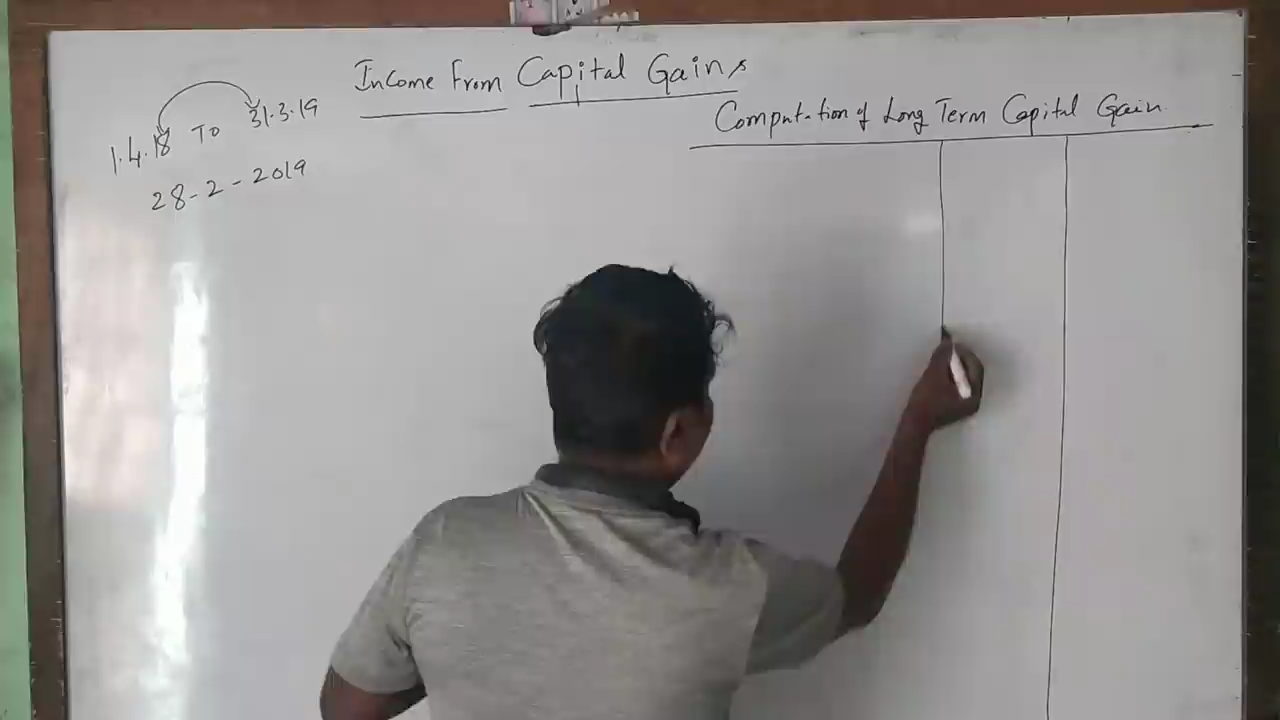 Income From Capital Gains
1.4.18 To 31.3.19
28-2-2019
Computation of Long Term Capital Gain